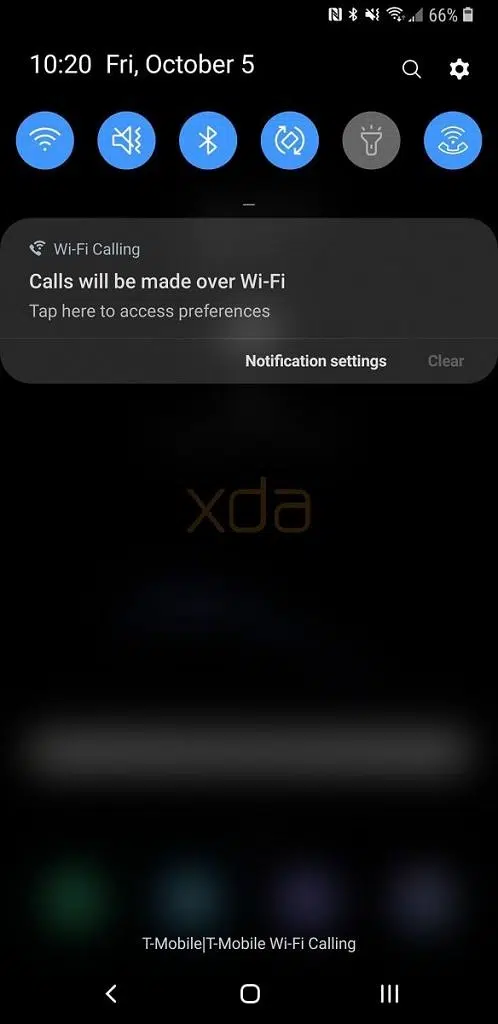 66%
10:20 Fri, October 5
Wi-Fi Calling
Calls will be made over Wi-Fi
Tap here to access preferences
Notification settings Clear
xda
T-Mobile|T-Mobile Wi-Fi Calling